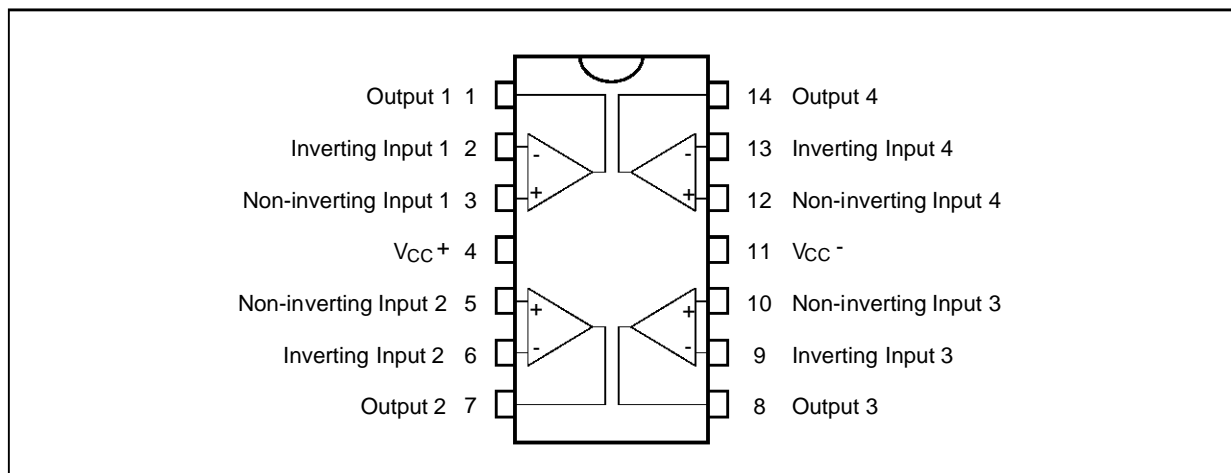 Output 1 1 14 Output 4
- -
Inverting Input 1 2 13 Inverting Input 4
+ +
Non-inverting Input 1 3 12 Non-inverting Input 4
VCC + 4 11 VCC -
Non-inverting Input 2 5 10 Non-inverting Input 3
+ +
Inverting Input 2 6 9 Inverting Input 3
- -
Output 2 7 8 Output 3